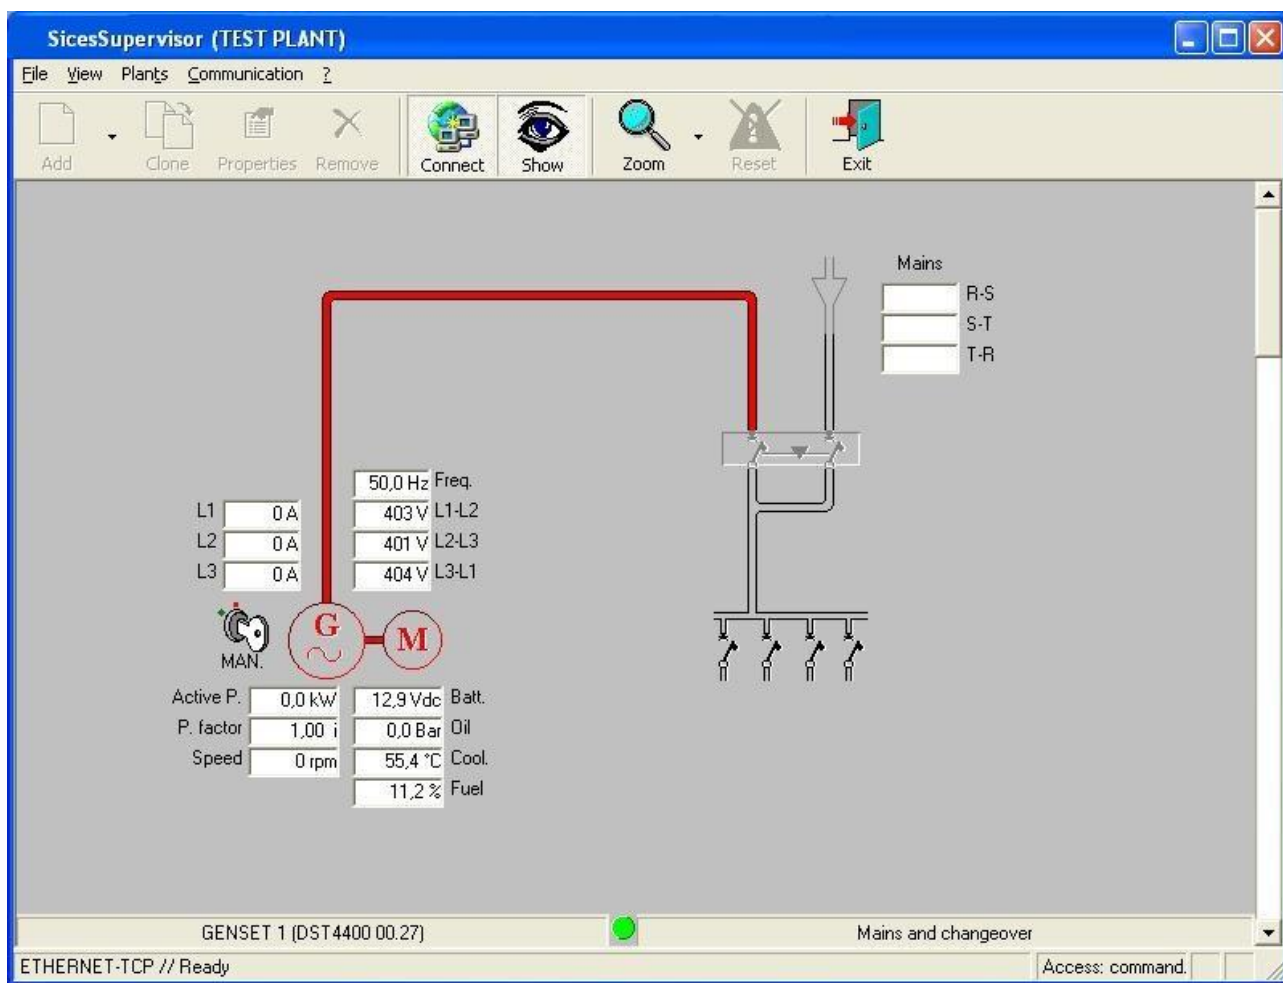 SicesSupervisor (TEST PLANT)
File View Plants Communication ?
Add Clone Properties Remove Connect Show Zoom Reset Exit
Mains
R-S
S-T
T-R
50,0 Hz Freq.
L1 0 A 403 V L1-L2
L2 0 A 401 V L2-L3
L3 0 A 404 V L3-L1
G M
MAN.
Active P. 0,0 kW 12,9 Vdc Batt.
P. factor 1,00 i 0,0 Bar Oil
Speed 0 rpm 55,4 °C Cool.
11,2 % Fuel
GENSET 1 (DST4400 00.27) Mains and changeover
ETHERNET-TCP // Ready Access: command.